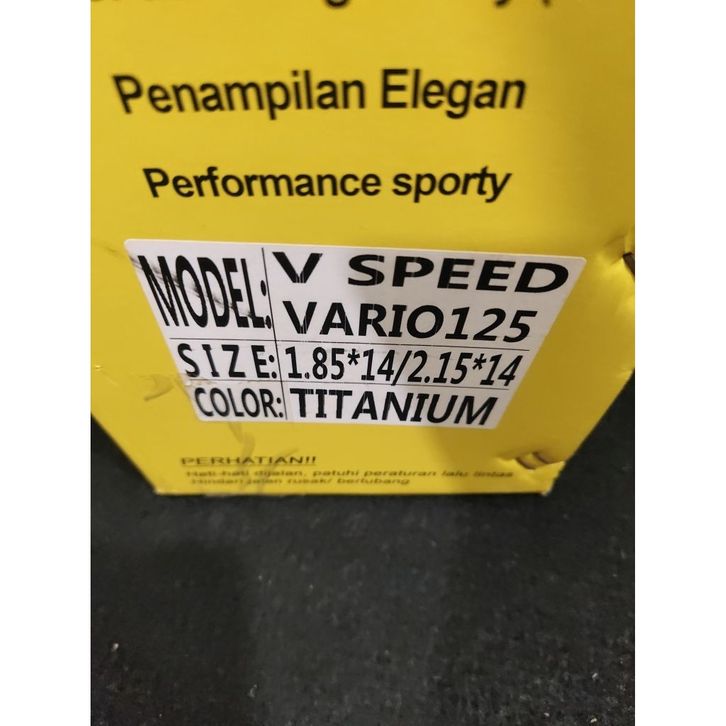 Penampilan Elegan
Performance sporty
MODEL: V SPEED
VARIO125
SIZE: 1.85*14/2.15*14
COLOR: TITANIUM
PERHATIAN!!
Hati-hati dijalan, patuhi peraturan lalu lintas
Hindari jalan rusak/ berlubang